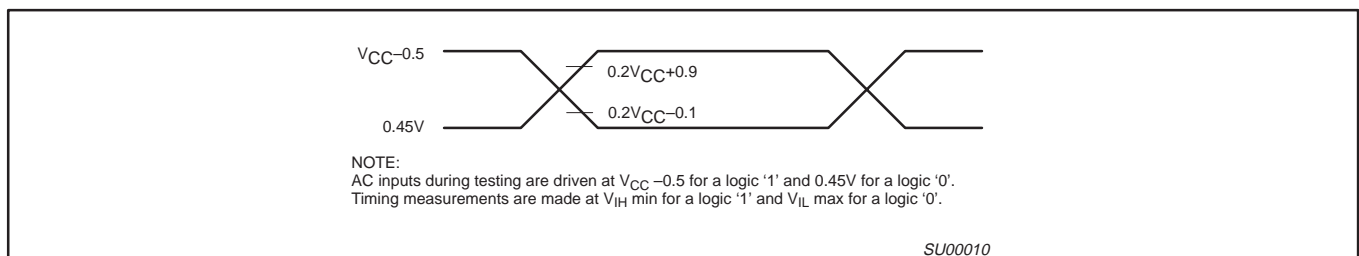 VCC–0.5
0.2VCC+0.9
0.2VCC–0.1
0.45V
NOTE:
AC inputs during testing are driven at VCC –0.5 for a logic ‘1’ and 0.45V for a logic ‘0’.
Timing measurements are made at VIH min for a logic ‘1’ and VIL max for a logic ‘0’.
SU00010